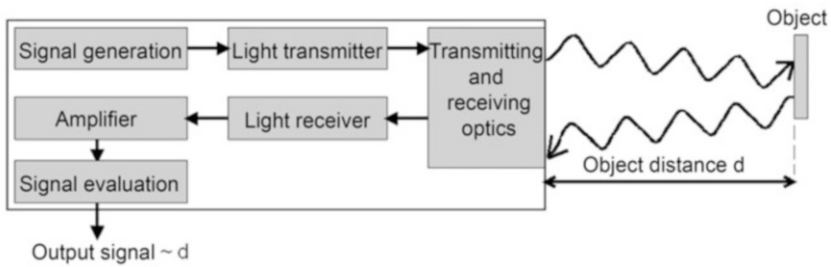 Object
Signal generation
Light transmitter
Transmitting
and
receiving
optics
Amplifier
Light receiver
Object distance d
Signal evaluation
Output signal ~ d